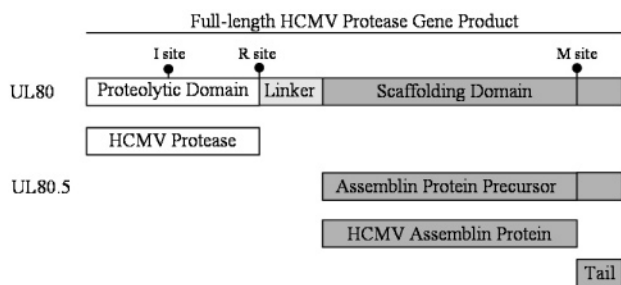 Full-length HCMV Protease Gene Product
I site R site M site
UL80 Proteolytic Domain Linker Scaffolding Domain
HCMV Protease
UL80.5 Assemblin Protein Precursor
HCMV Assemblin Protein
Tail